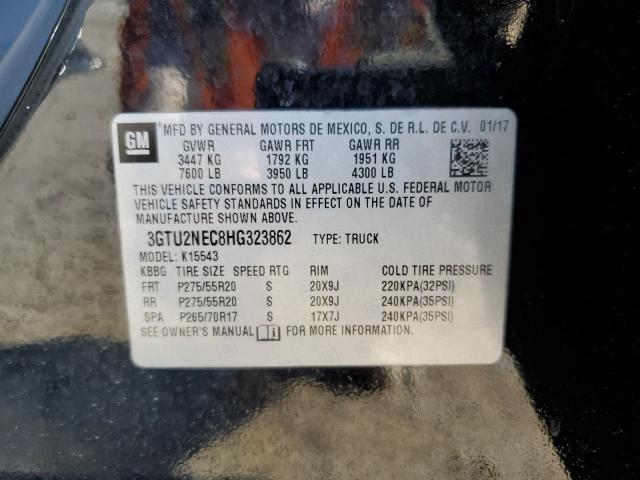 GM
MFD BY GENERAL MOTORS DE MEXICO, S. DE R.L. DE C.V. 01/17
GVWR GAWR FRT GAWR RR
3447 KG 1792 KG 1951 KG
7600 LB 3950 LB 4300 LB
THIS VEHICLE CONFORMS TO ALL APPLICABLE U.S. FEDERAL MOTOR
VEHICLE SAFETY STANDARDS IN EFFECT ON THE DATE OF
MANUFACTURE SHOWN ABOVE.
3GTU2NEC8HG323862 TYPE: TRUCK
MODEL: K15543
KBBG TIRE SIZE SPEED RTG RIM COLD TIRE PRESSURE
FRT P275/55R20 S 20X9J 220KPA(32PSI)
RR P275/55R20 S 20X9J 240KPA(35PSI)
SPA P265/70R17 S 17X7J 240KPA(35PSI)
SEE OWNER'S MANUAL FOR MORE INFORMATION